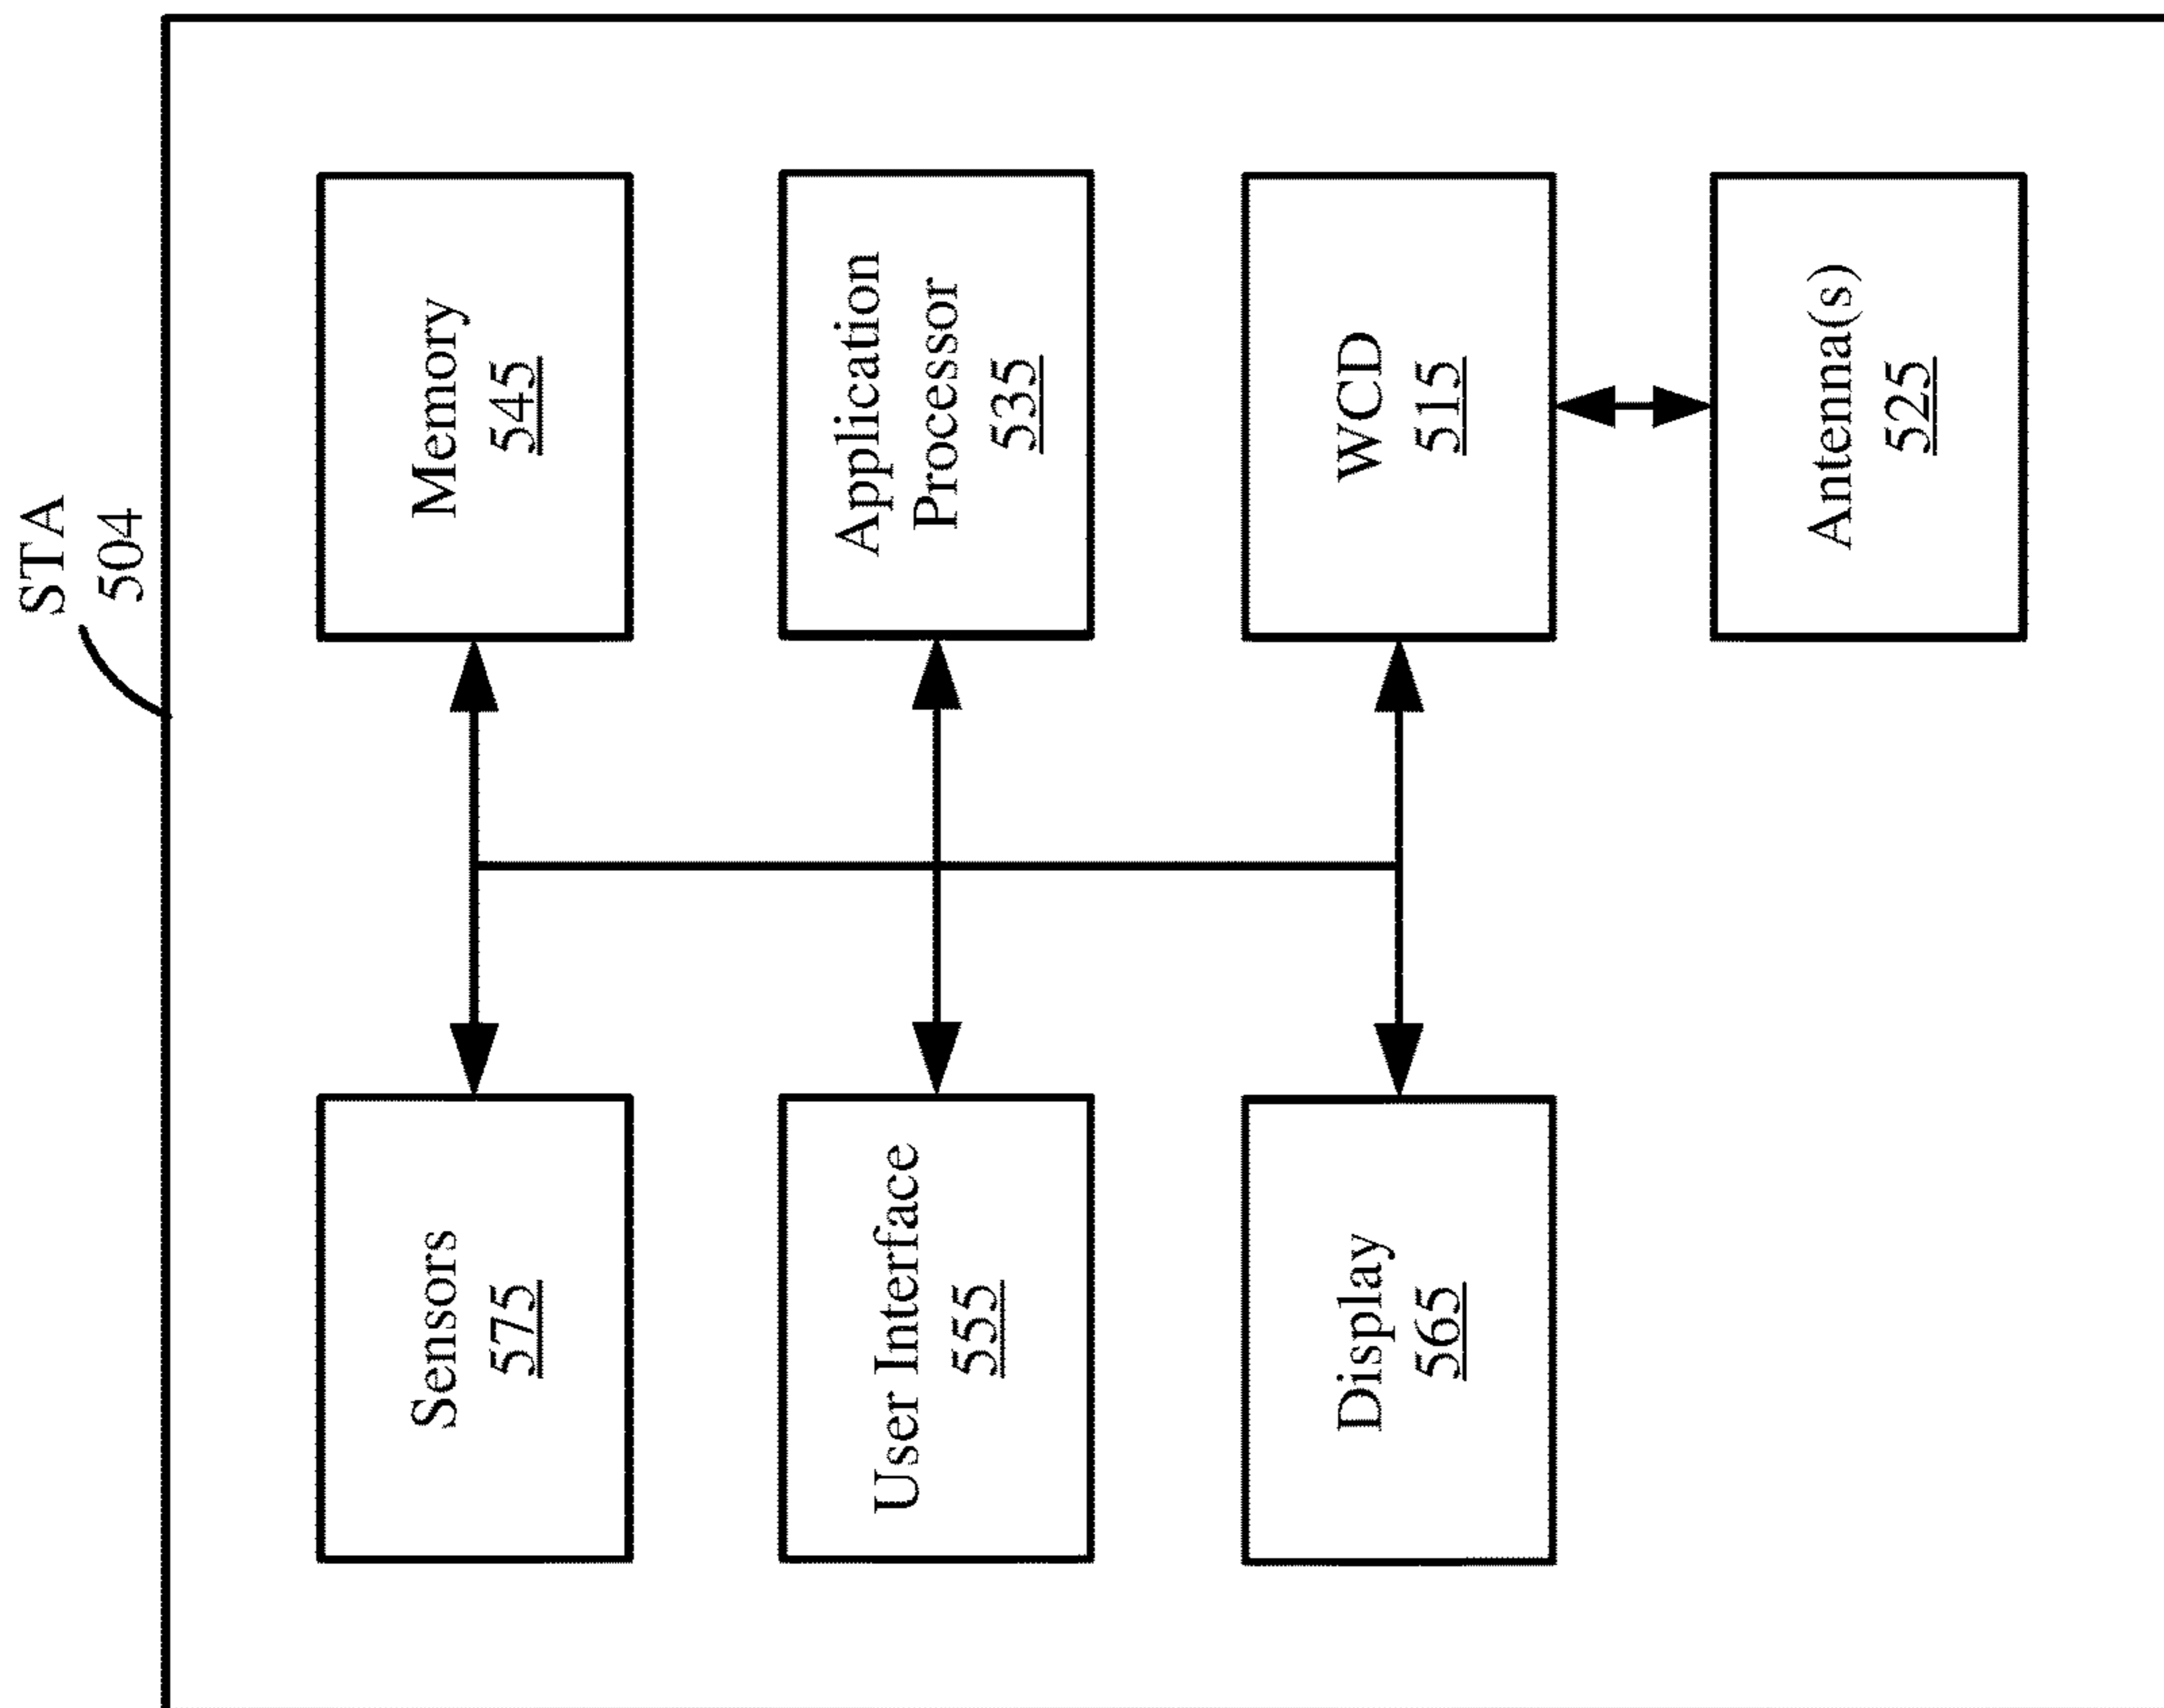 STA
504
Sensors
575
Memory
545
User Interface
555
Application
Processor
535
Display
565
WCD
515
Antenna(s)
525